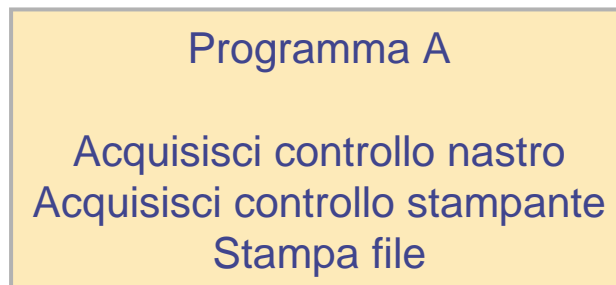 Programma A
Acquisisci controllo nastro
Acquisisci controllo stampante
Stampa file